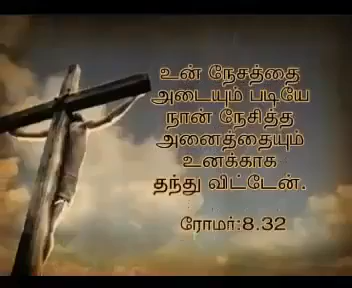 உன் நேசத்தை
அடையும் படியே
நான் நேசித்த
அனைத்தையும்
உனக்காக
தந்து விட்டேன்.
ரோமர்:8.32